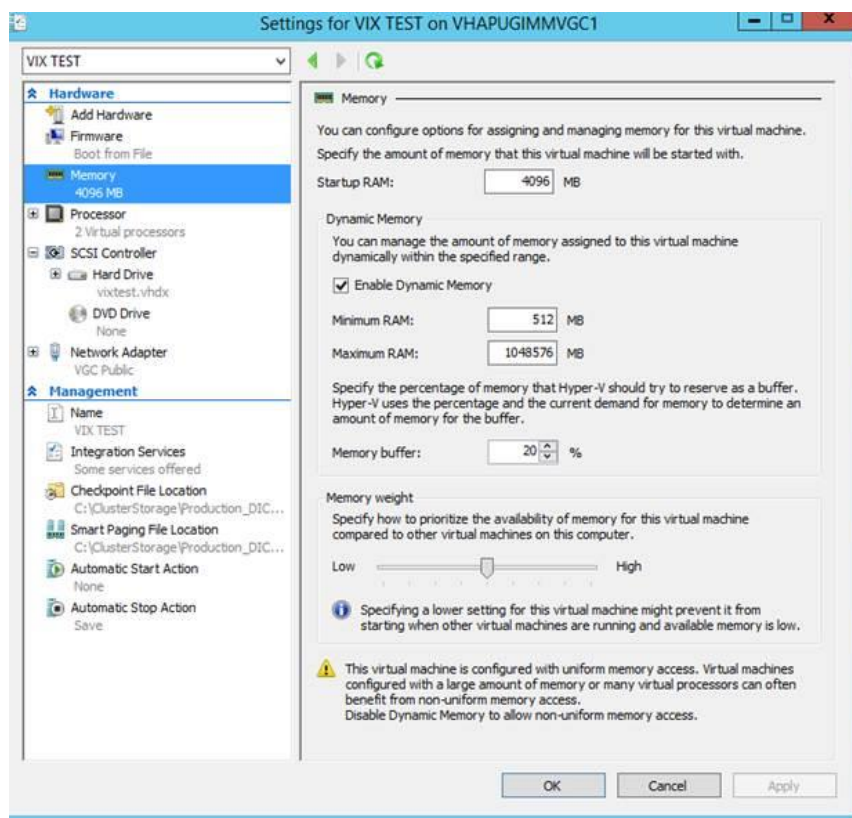 Settings for VIX TEST on VHAPUGIMMVGC1
VIX TEST
Hardware
Add Hardware
Firmware
Boot from File
Memory
4096 MB
Processor
2 Virtual processors
SCSI Controller
Hard Drive
vixtest.vhdx
DVD Drive
None
Network Adapter
VGC Public
Management
Name
VIX TEST
Integration Services
Some services offered
Checkpoint File Location
C:\ClusterStorage\Production_DIC...
Smart Paging File Location
C:\ClusterStorage\Production_DIC...
Automatic Start Action
None
Automatic Stop Action
Save
Memory
You can configure options for assigning and managing memory for this virtual machine.
Specify the amount of memory that this virtual machine will be started with.
Startup RAM: 4096 MB
Dynamic Memory
You can manage the amount of memory assigned to this virtual machine
dynamically within the specified range.
Enable Dynamic Memory
Minimum RAM: 512 MB
Maximum RAM: 1048576 MB
Specify the percentage of memory that Hyper-V should try to reserve as a buffer.
Hyper-V uses the percentage and the current demand for memory to determine an
amount of memory for the buffer.
Memory buffer: 20 %
Memory weight
Specify how to prioritize the availability of memory for this virtual machine
compared to other virtual machines on this computer.
Low High
Specifying a lower setting for this virtual machine might prevent it from
starting when other virtual machines are running and available memory is low.
This virtual machine is configured with uniform memory access. Virtual machines
configured with a large amount of memory or many virtual processors can often
benefit from non-uniform memory access.
Disable Dynamic Memory to allow non-uniform memory access.
OK Cancel Apply